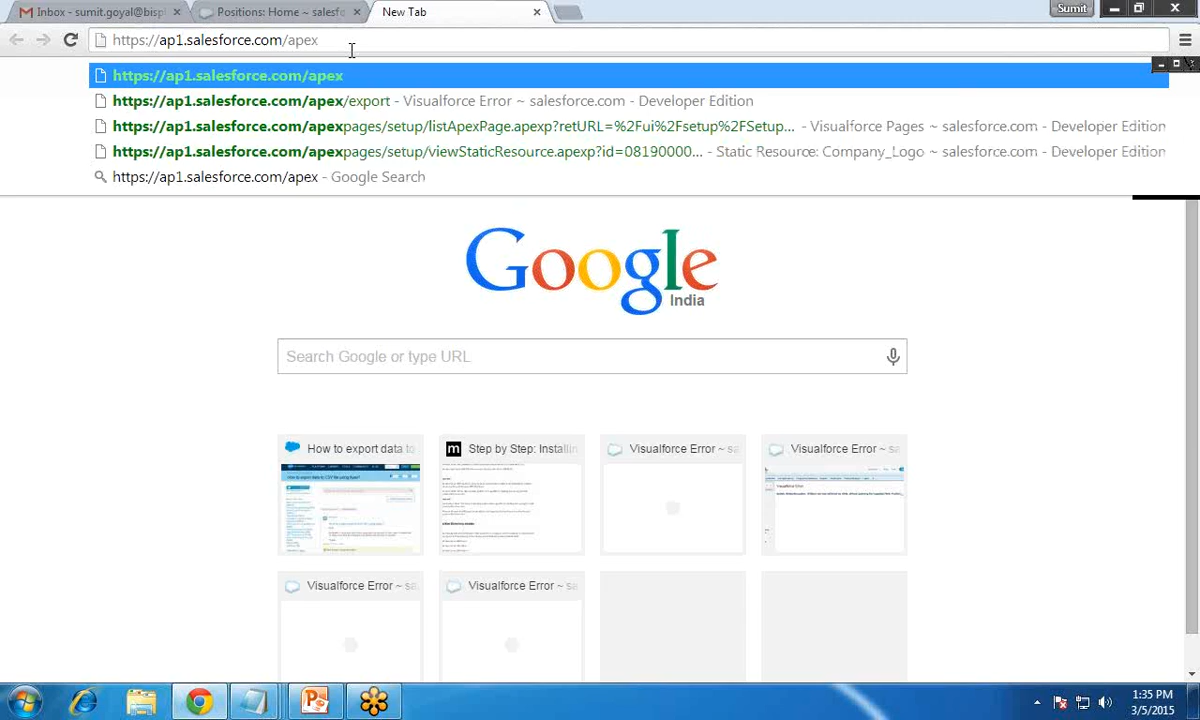 Inbox - sumit.goyal@bisp
Positions: Home ~ salesf
New Tab
Sumit
https://ap1.salesforce.com/apex
https://ap1.salesforce.com/apex
https://ap1.salesforce.com/apex/export - Visualforce Error ~ salesforce.com - Developer Edition
https://ap1.salesforce.com/apexpages/setup/listApexPage.apexp?retURL=%2Fui%2Fsetup%2FSetup... - Visualforce Pages ~ salesforce.com - Developer Edition
https://ap1.salesforce.com/apexpages/setup/viewStaticResource.apexp?id=08190000... - Static Resource: Company_Logo ~ salesforce.com - Developer Edition
https://ap1.salesforce.com/apex - Google Search
Google
India
Search Google or type URL
How to export data to
Step by Step: Installin
Visualforce Error ~ sa
Visualforce Error ~ sa
Visualforce Error ~ sa
Visualforce Error ~ sa
1:35 PM
3/5/2015